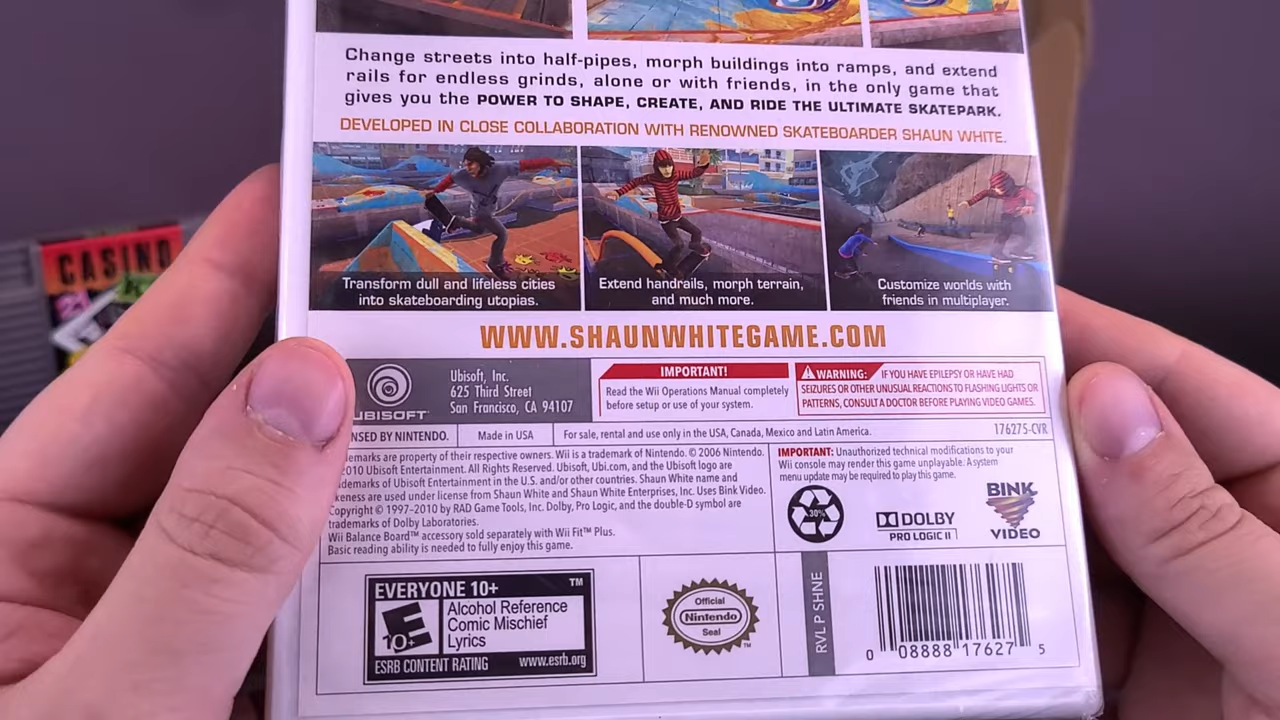 Change streets into half-pipes, morph buildings into ramps, and extend
rails for endless grinds, alone or with friends, in the only game that
gives you the POWER TO SHAPE, CREATE, AND RIDE THE ULTIMATE SKATEPARK.
DEVELOPED IN CLOSE COLLABORATION WITH RENOWNED SKATEBOARDER SHAUN WHITE.
Transform dull and lifeless cities
into skateboarding utopias.
Extend handrails, morph terrain,
and much more.
Customize worlds with
friends in multiplayer.
WWW.SHAUNWHITEGAME.COM
CASINO
21
UBISOFT
Ubisoft, Inc.
625 Third Street
San Francisco, CA 94107
IMPORTANT!
Read the Wii Operations Manual completely
before setup or use of your system.
WARNING: IF YOU HAVE EPILEPSY OR HAVE HAD
SEIZURES OR OTHER UNUSUAL REACTIONS TO FLASHING LIGHTS OR
PATTERNS, CONSULT A DOCTOR BEFORE PLAYING VIDEO GAMES.
NSED BY NINTENDO.
Made in USA
For sale, rental and use only in the USA, Canada, Mexico and Latin America.
176275-CVR
demarks are property of their respective owners. Wii is a trademark of Nintendo. © 2006 Nintendo.
2010 Ubisoft Entertainment. All Rights Reserved. Ubisoft, Ubi.com, and the Ubisoft logo are
demarks of Ubisoft Entertainment in the U.S. and/or other countries. Shaun White name and
keness are used under license from Shaun White and Shaun White Enterprises, Inc. Uses Bink Video.
Copyright © 1997–2010 by RAD Game Tools, Inc. Dolby, Pro Logic, and the double-D symbol are
trademarks of Dolby Laboratories.
Wii Balance Board™ accessory sold separately with Wii Fit™ Plus.
Basic reading ability is needed to fully enjoy this game.
IMPORTANT: Unauthorized technical modifications to your
Wii console may render this game unplayable. A system
menu update may be required to play this game.
30%
DOLBY
PRO LOGIC II
BINK
VIDEO
EVERYONE 10+ ™
E
10+
Alcohol Reference
Comic Mischief
Lyrics
ESRB CONTENT RATING www.esrb.org
Official
Nintendo
Seal
™
RVL P SHNE
0 08888 17627 5